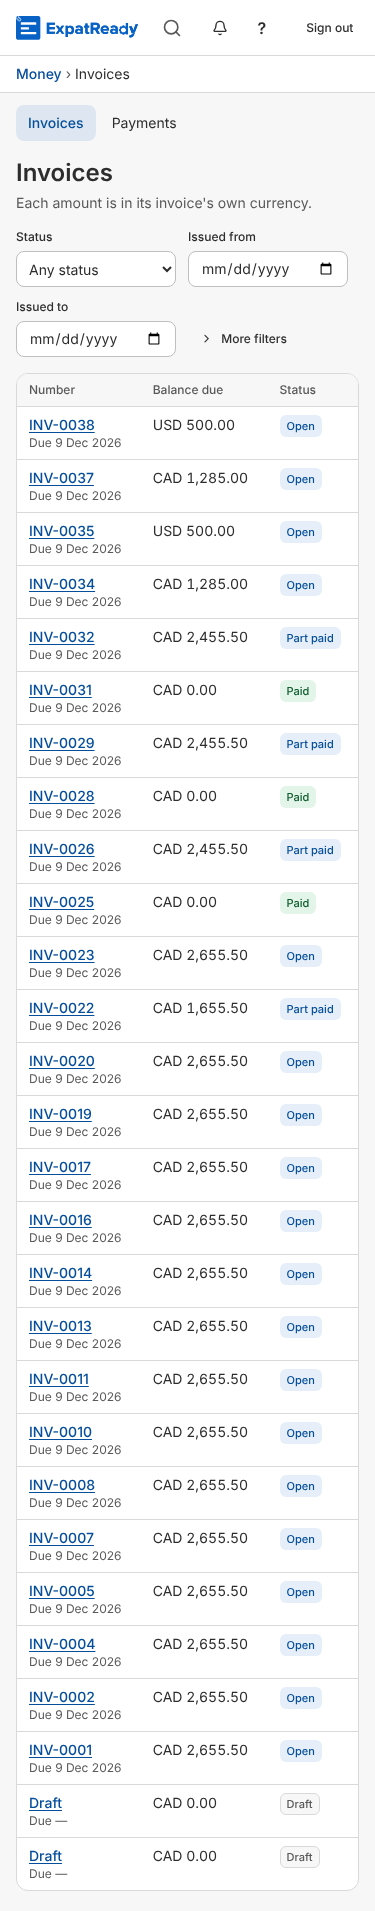 ExpatReady ? Sign out
Money › Invoices
Invoices Payments
Invoices
Each amount is in its own invoice's own currency.
Status Issued from
Any status mm/dd/yyyy
Issued to
mm/dd/yyyy More filters
Number Balance due Status
INV-0038 USD 500.00 Open
Due 9 Dec 2026
INV-0037 CAD 1,285.00 Open
Due 9 Dec 2026
INV-0035 USD 500.00 Open
Due 9 Dec 2026
INV-0034 CAD 1,285.00 Open
Due 9 Dec 2026
INV-0032 CAD 2,455.50 Part paid
Due 9 Dec 2026
INV-0031 CAD 0.00 Paid
Due 9 Dec 2026
INV-0029 CAD 2,455.50 Part paid
Due 9 Dec 2026
INV-0028 CAD 0.00 Paid
Due 9 Dec 2026
INV-0026 CAD 2,455.50 Part paid
Due 9 Dec 2026
INV-0025 CAD 0.00 Paid
Due 9 Dec 2026
INV-0023 CAD 2,655.50 Open
Due 9 Dec 2026
INV-0022 CAD 1,655.50 Part paid
Due 9 Dec 2026
INV-0020 CAD 2,655.50 Open
Due 9 Dec 2026
INV-0019 CAD 2,655.50 Open
Due 9 Dec 2026
INV-0017 CAD 2,655.50 Open
Due 9 Dec 2026
INV-0016 CAD 2,655.50 Open
Due 9 Dec 2026
INV-0014 CAD 2,655.50 Open
Due 9 Dec 2026
INV-0013 CAD 2,655.50 Open
Due 9 Dec 2026
INV-0011 CAD 2,655.50 Open
Due 9 Dec 2026
INV-0010 CAD 2,655.50 Open
Due 9 Dec 2026
INV-0008 CAD 2,655.50 Open
Due 9 Dec 2026
INV-0007 CAD 2,655.50 Open
Due 9 Dec 2026
INV-0005 CAD 2,655.50 Open
Due 9 Dec 2026
INV-0004 CAD 2,655.50 Open
Due 9 Dec 2026
INV-0002 CAD 2,655.50 Open
Due 9 Dec 2026
INV-0001 CAD 2,655.50 Open
Due 9 Dec 2026
Draft CAD 0.00 Draft
Due —
Draft CAD 0.00 Draft
Due —